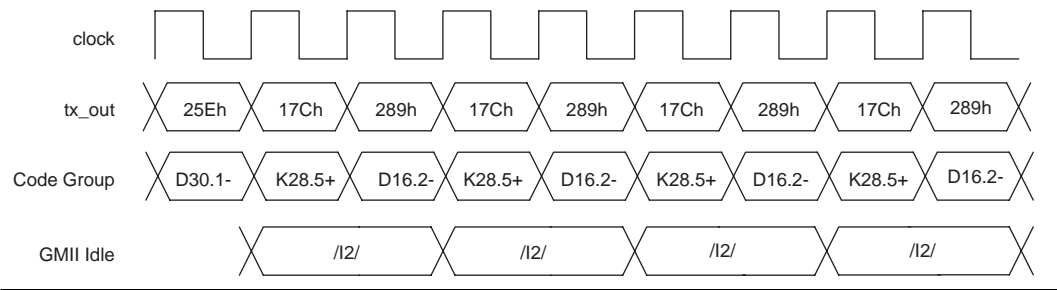 clock
tx_out 25Eh 17Ch 289h 17Ch 289h 17Ch 289h 17Ch 289h
Code Group D30.1- K28.5+ D16.2- K28.5+ D16.2- K28.5+ D16.2- K28.5+ D16.2-
GMII Idle /I2/ /I2/ /I2/ /I2/